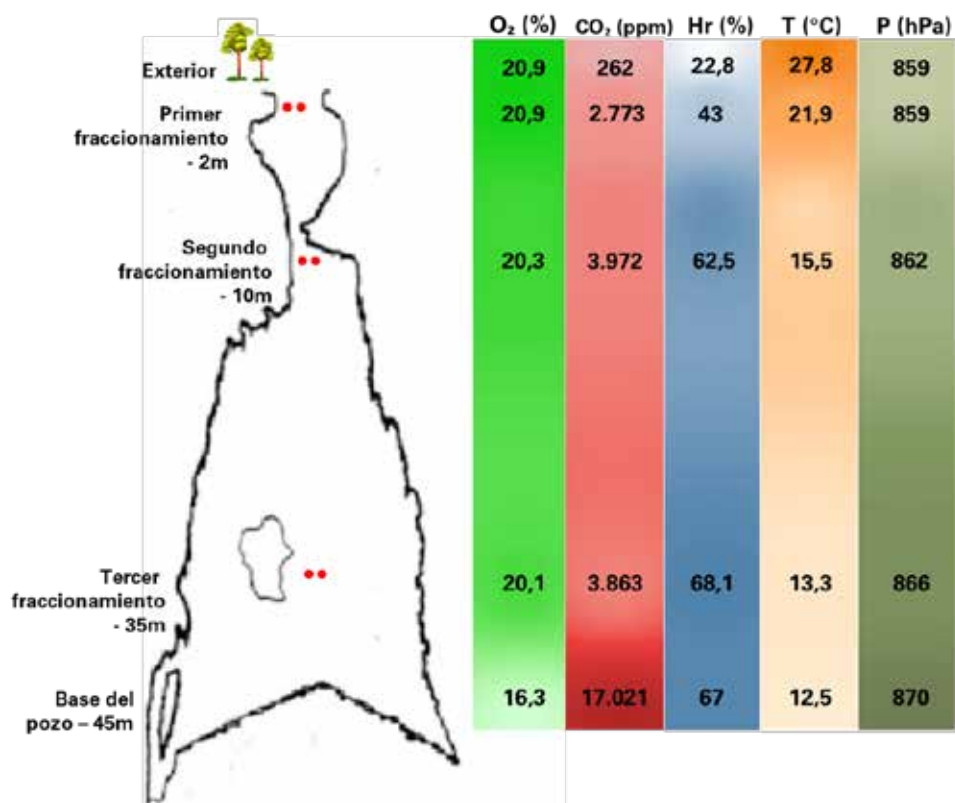 O₂ (%) CO₂ (ppm) Hr (%) T (°C) P (hPa)
Exterior 20,9 262 22,8 27,8 859
Primer
fraccionamiento
- 2m
20,9 2.773 43 21,9 859
Segundo
fraccionamiento
- 10m
20,3 3.972 62,5 15,5 862
Tercer
fraccionamiento
- 35m
20,1 3.863 68,1 13,3 866
Base del
pozo – 45m
16,3 17.021 67 12,5 870